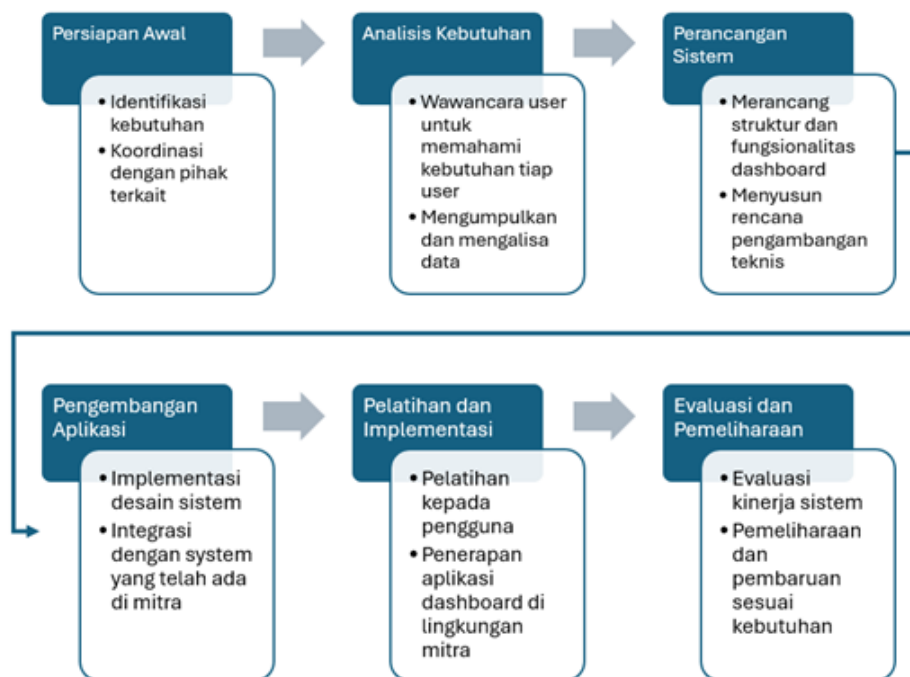 Persiapan Awal
• Identifikasi
kebutuhan
• Koordinasi
dengan pihak
terkait
Analisis Kebutuhan
• Wawancara user
untuk
memahami
kebutuhan tiap
user
• Mengumpulkan
dan mengalisa
data
Perancangan
Sistem
• Merancang
struktur dan
fungsionalitas
dashboard
• Menyusun
rencana
pengambangan
teknis
Pengembangan
Aplikasi
• Implementasi
desain sistem
• Integrasi
dengan system
yang telah ada
di mitra
Pelatihan dan
Implementasi
• Pelatihan
kepada
pengguna
• Penerapan
aplikasi
dashboard di
lingkungan
mitra
Evaluasi dan
Pemeliharaan
• Evaluasi
kinerja sistem
• Pemeliharaan
dan
pembaruan
sesuai
kebutuhan